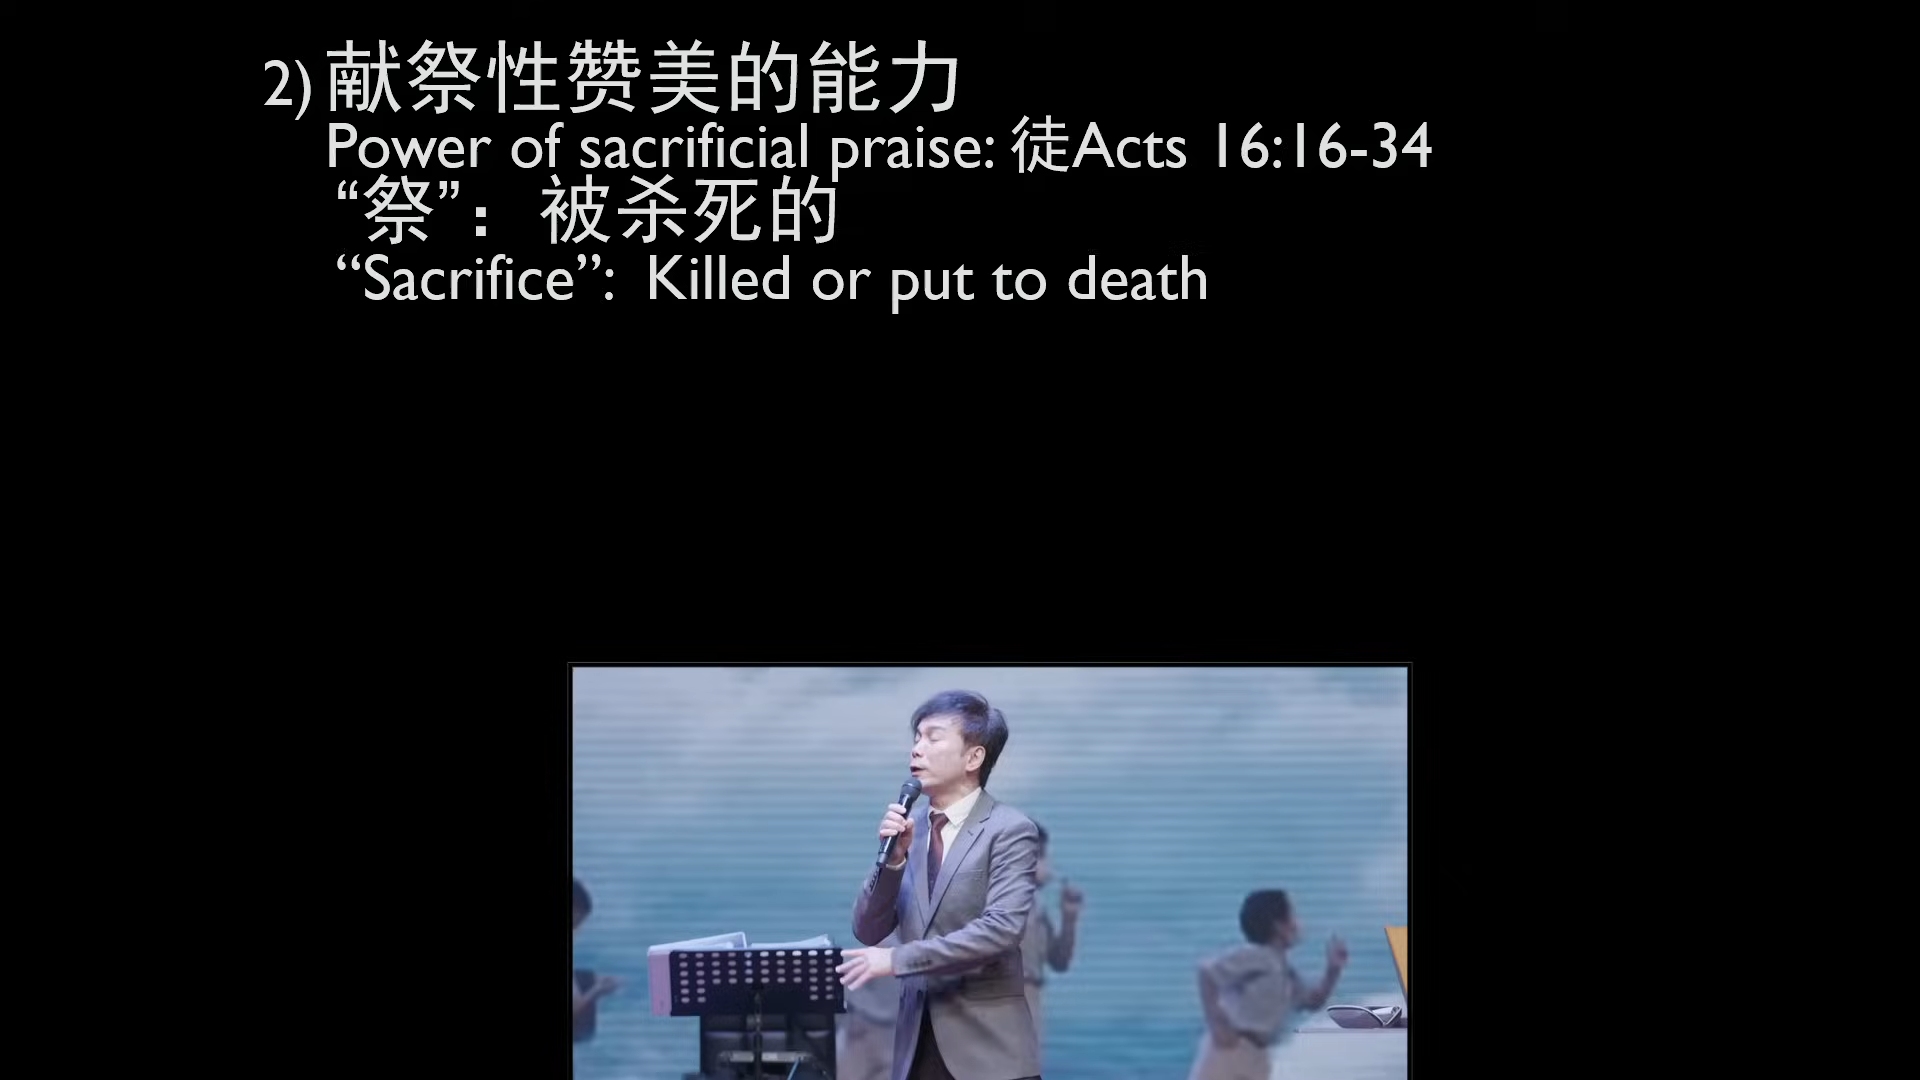 2)献祭性赞美的能力
Power of sacrificial praise: 徒Acts 16:16-34
“祭”： 被杀死的
“Sacrifice”: Killed or put to death